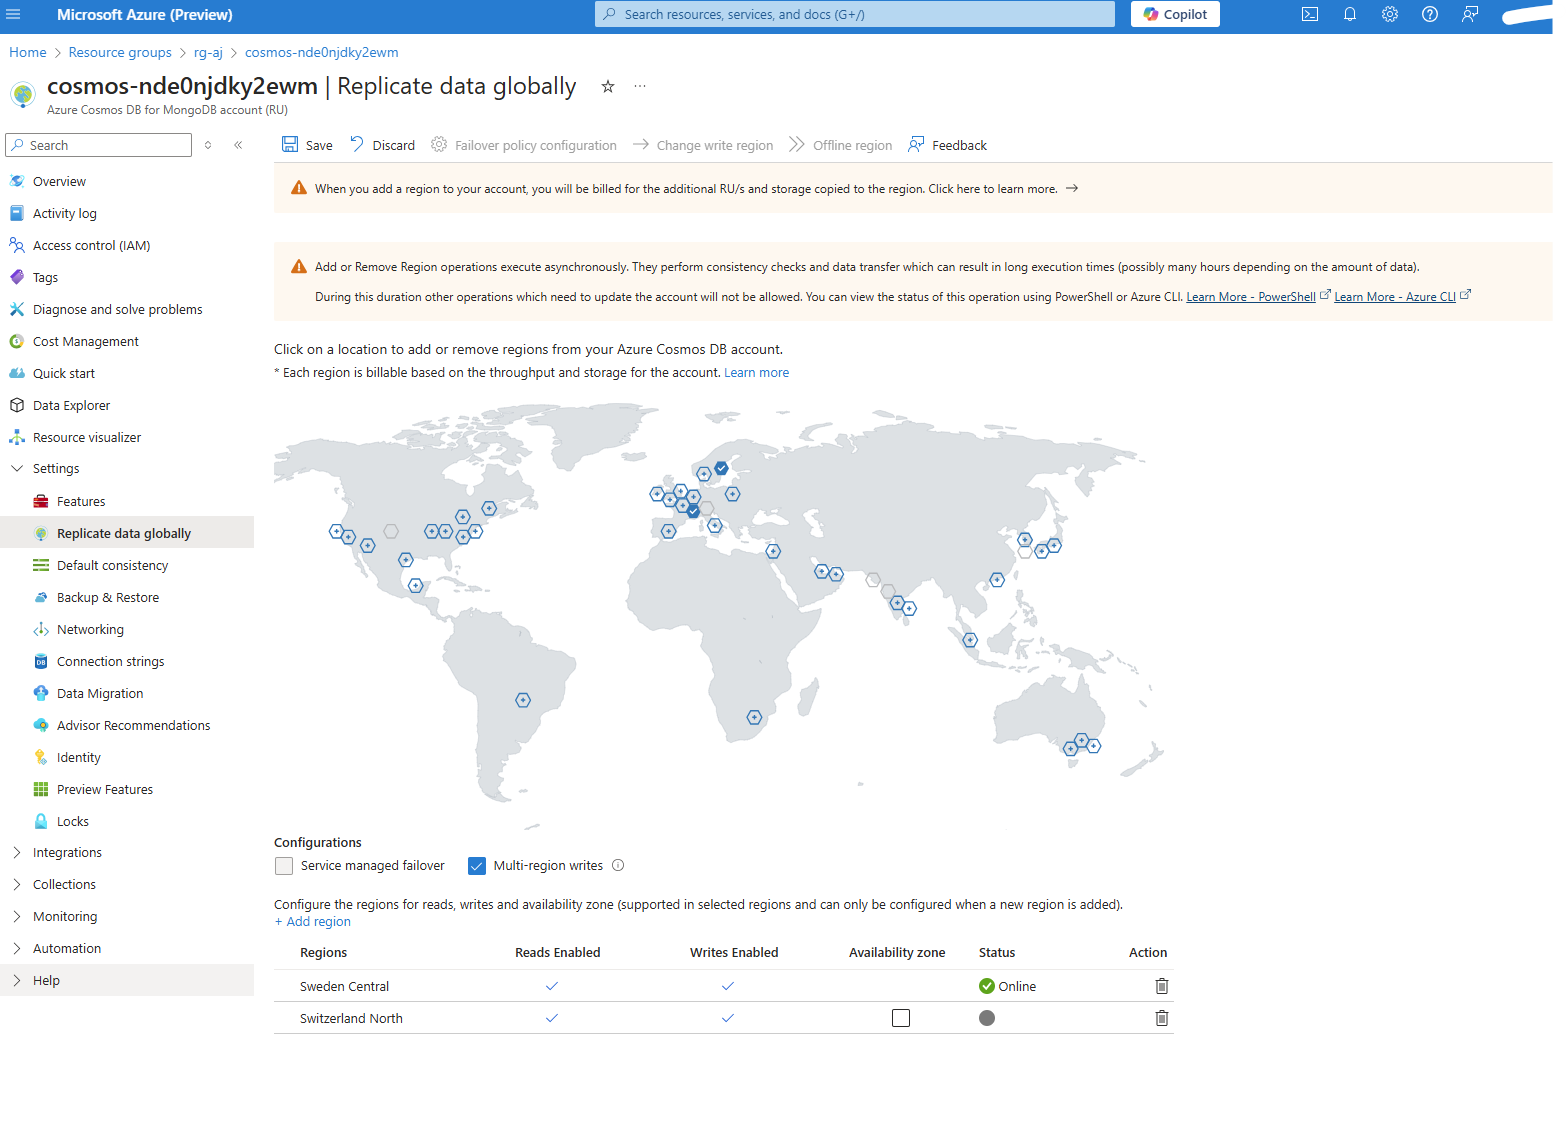 Microsoft Azure (Preview)
Search resources, services, and docs (G+/)
Copilot
Home > Resource groups > rg-aj > cosmos-nde0njdky2ewm
cosmos-nde0njdky2ewm | Replicate data globally
Azure Cosmos DB for MongoDB account (RU)
Search
Save
Discard
Failover policy configuration
Change write region
Offline region
Feedback
Overview
Activity log
Access control (IAM)
Tags
Diagnose and solve problems
Cost Management
Quick start
Data Explorer
Resource visualizer
Settings
Features
Replicate data globally
Default consistency
Backup & Restore
Networking
Connection strings
Data Migration
Advisor Recommendations
Identity
Preview Features
Locks
Integrations
Collections
Monitoring
Automation
Help
When you add a region to your account, you will be billed for the additional RU/s and storage copied to the region. Click here to learn more. →
Add or Remove Region operations execute asynchronously. They perform consistency checks and data transfer which can result in long execution times (possibly many hours depending on the amount of data).
During this duration other operations which need to update the account will not be allowed. You can view the status of this operation using PowerShell or Azure CLI. Learn More - PowerShell Learn More - Azure CLI
Click on a location to add or remove regions from your Azure Cosmos DB account.
* Each region is billable based on the throughput and storage for the account. Learn more
Configurations
Service managed failover
Multi-region writes
Configure the regions for reads, writes and availability zone (supported in selected regions and can only be configured when a new region is added).
+ Add region
Regions Reads Enabled Writes Enabled Availability zone Status Action
Sweden Central Online
Switzerland North